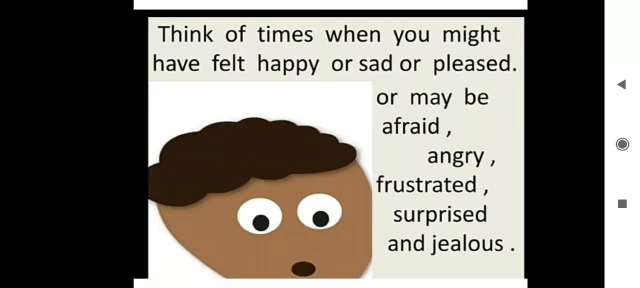 Think of times when you might
have felt happy or sad or pleased.
or may be
afraid ,
angry ,
frustrated ,
surprised
and jealous .